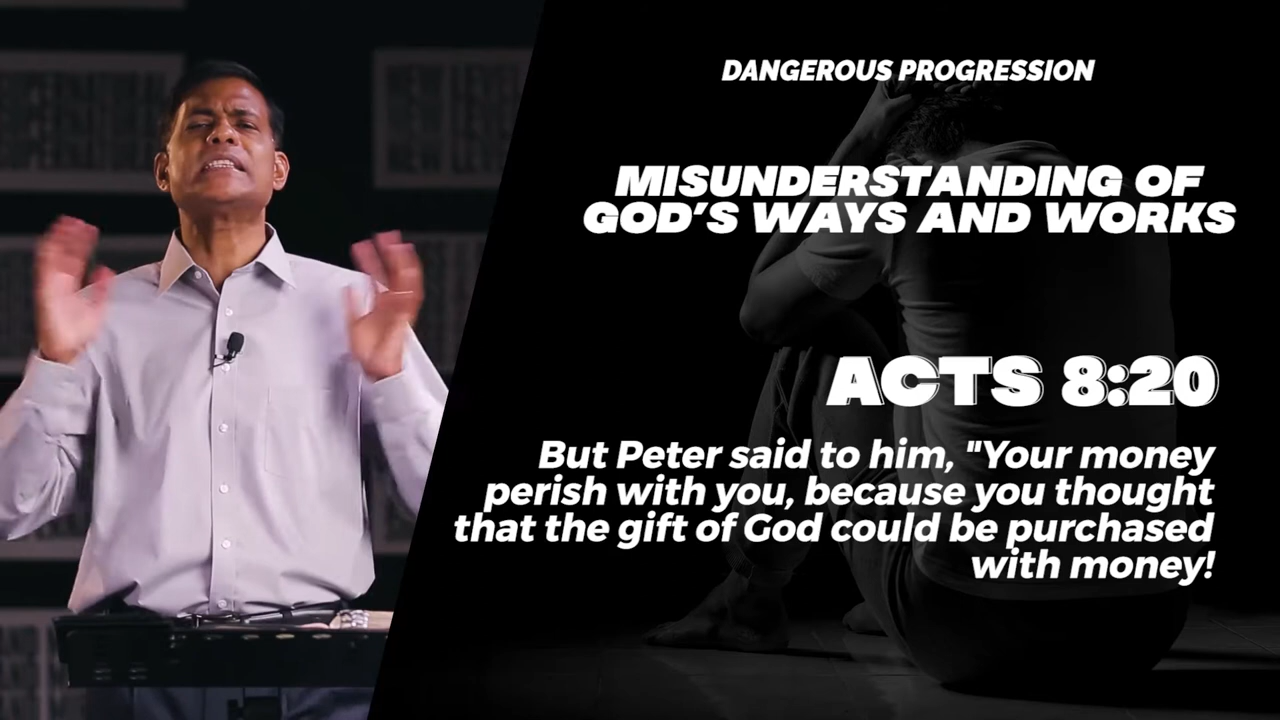 DANGEROUS PROGRESSION
MISUNDERSTANDING OF
GOD'S WAYS AND WORKS
ACTS 8:20
But Peter said to him, "Your money
perish with you, because you thought
that the gift of God could be purchased
with money!